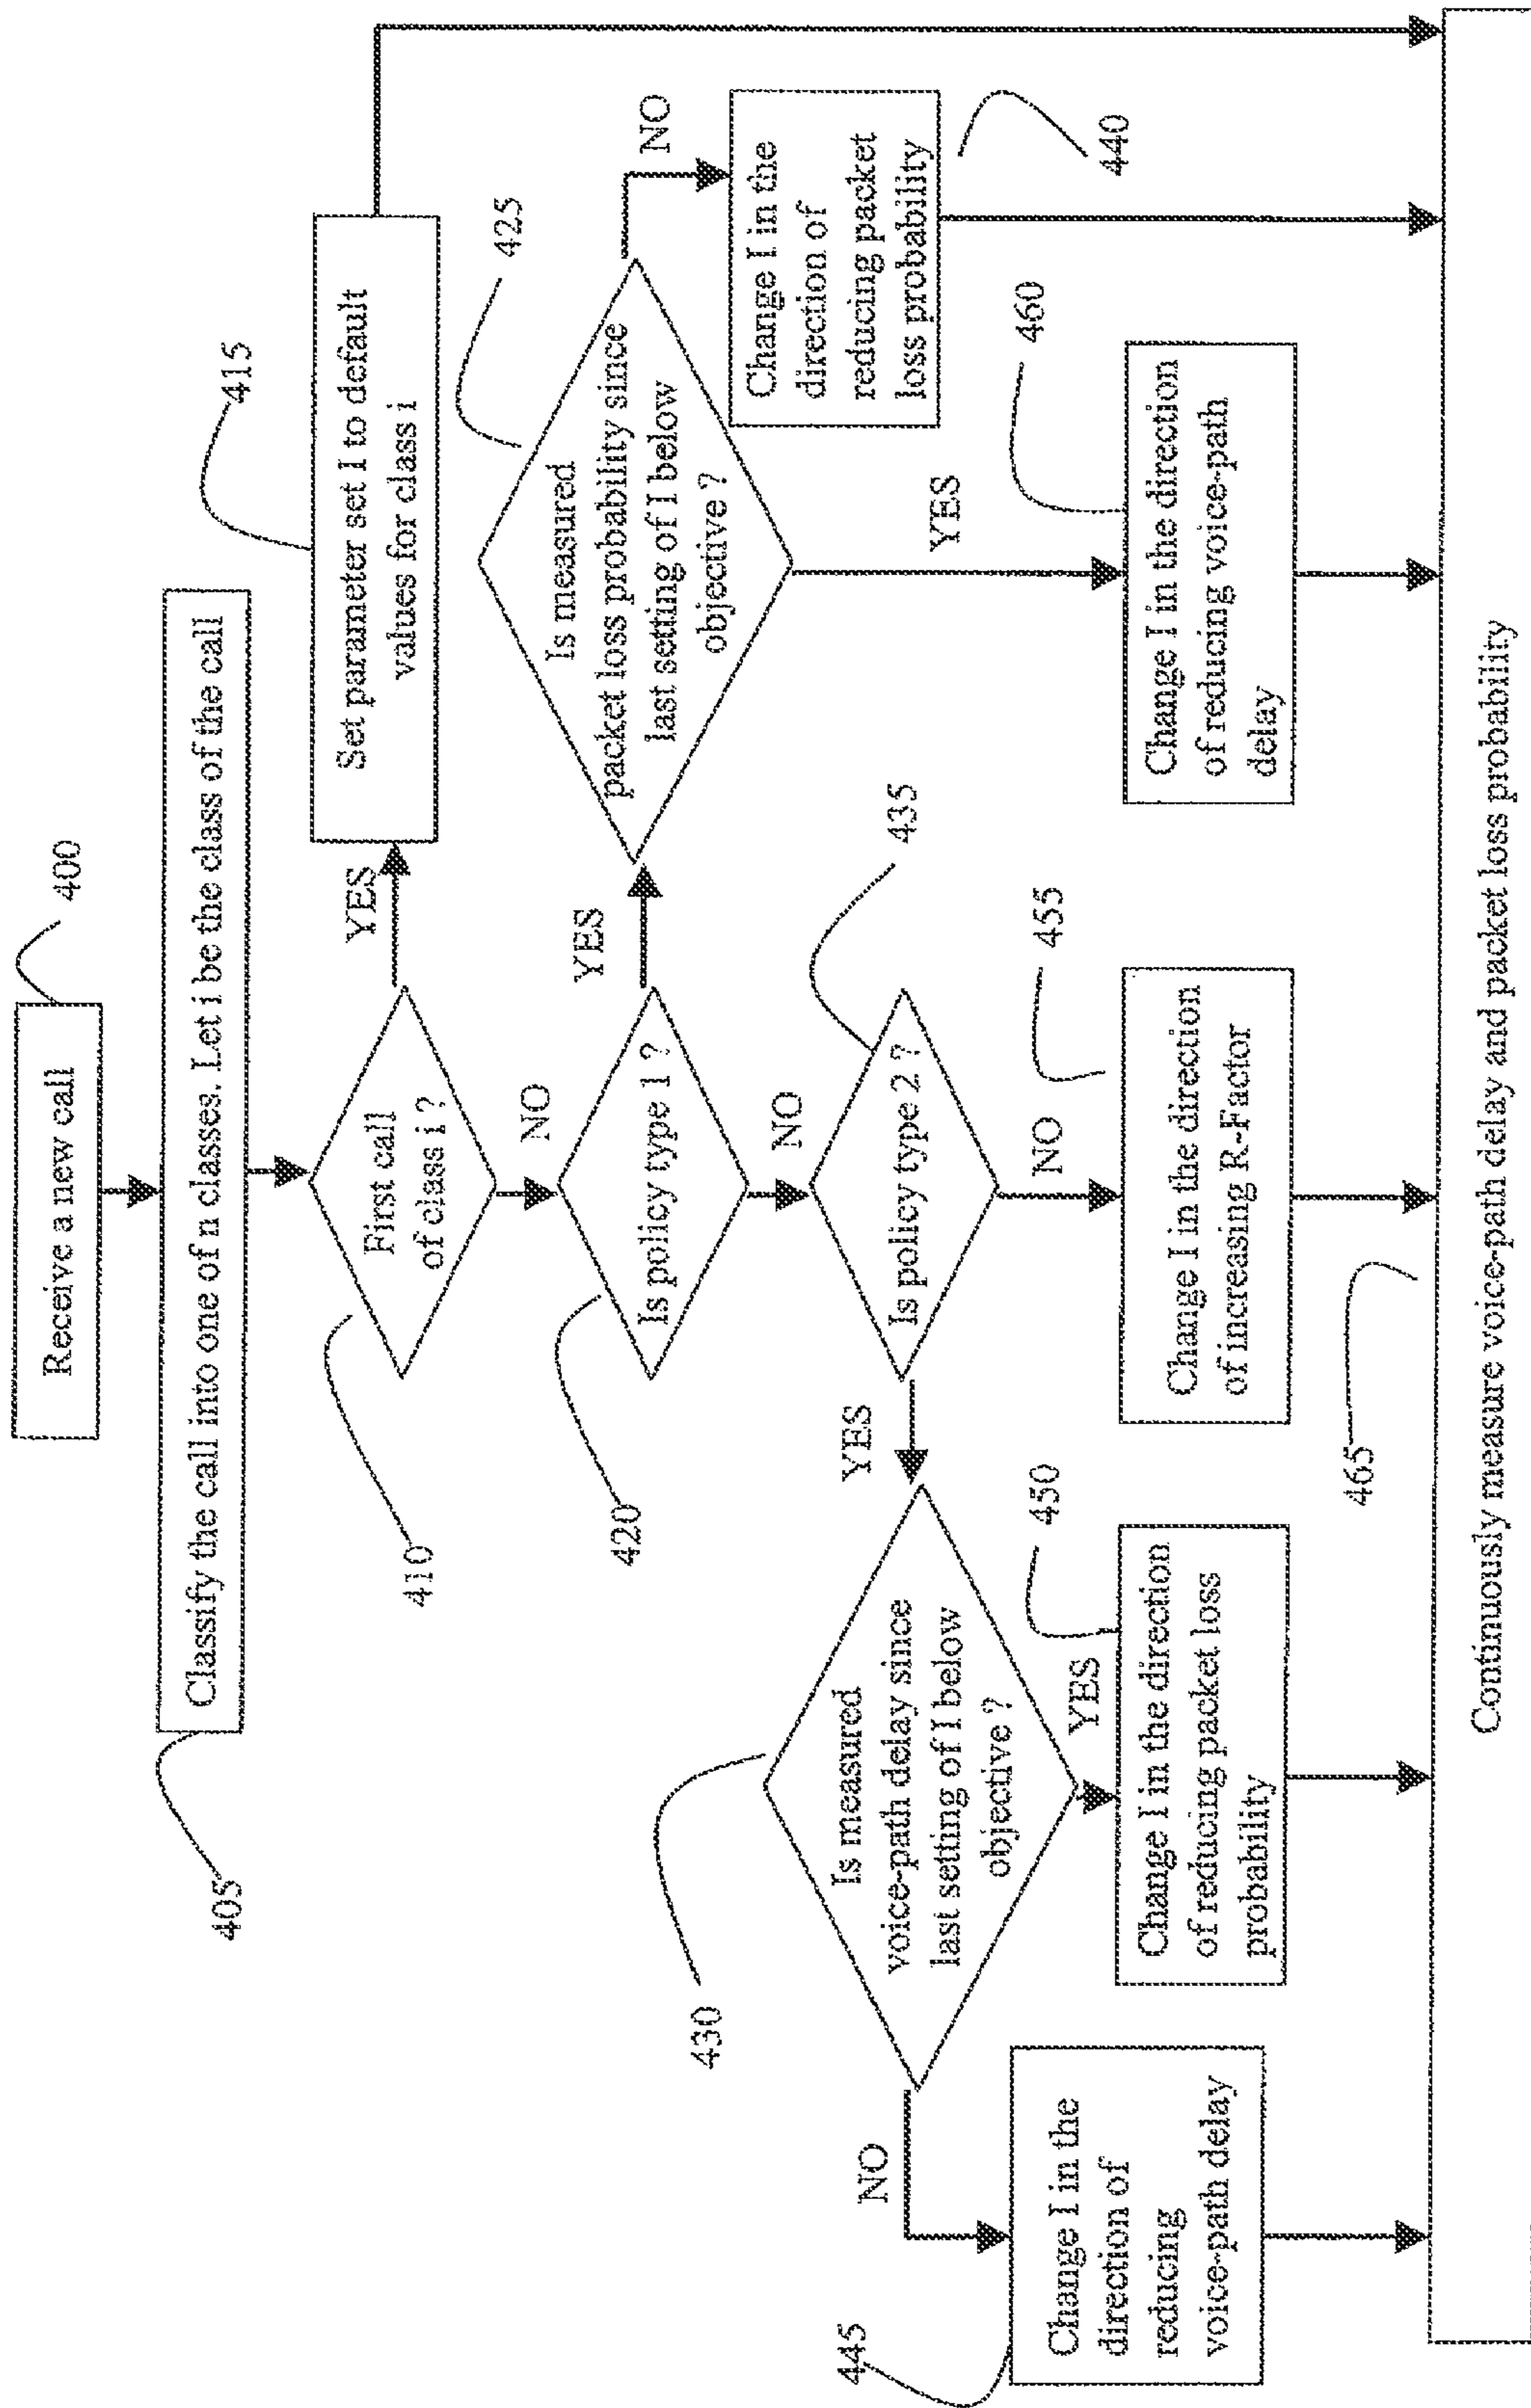 400
Receive a new call
405
Classify the call into one of n classes. Let i be the class of the call
410
First call
of class i ?
YES
415
Set parameter set I to default
values for class i
NO
420
Is policy type 1 ?
YES
425
Is measured
packet loss probability since
last setting of I below
objective ?
NO
Change I in the
direction of
reducing packet
loss probability
440
NO
435
Is policy type 2 ?
YES
430
Is measured
voice-path delay since
last setting of I below
objective ?
NO
445
Change I in the
direction of
reducing
voice-path delay
YES
450
Change I in the direction
of reducing packet loss
probability
NO
455
Change I in the direction
of increasing R-Factor
YES
460
Change I in the direction
of reducing voice-path
delay
465
Continuously measure voice-path delay and packet loss probability